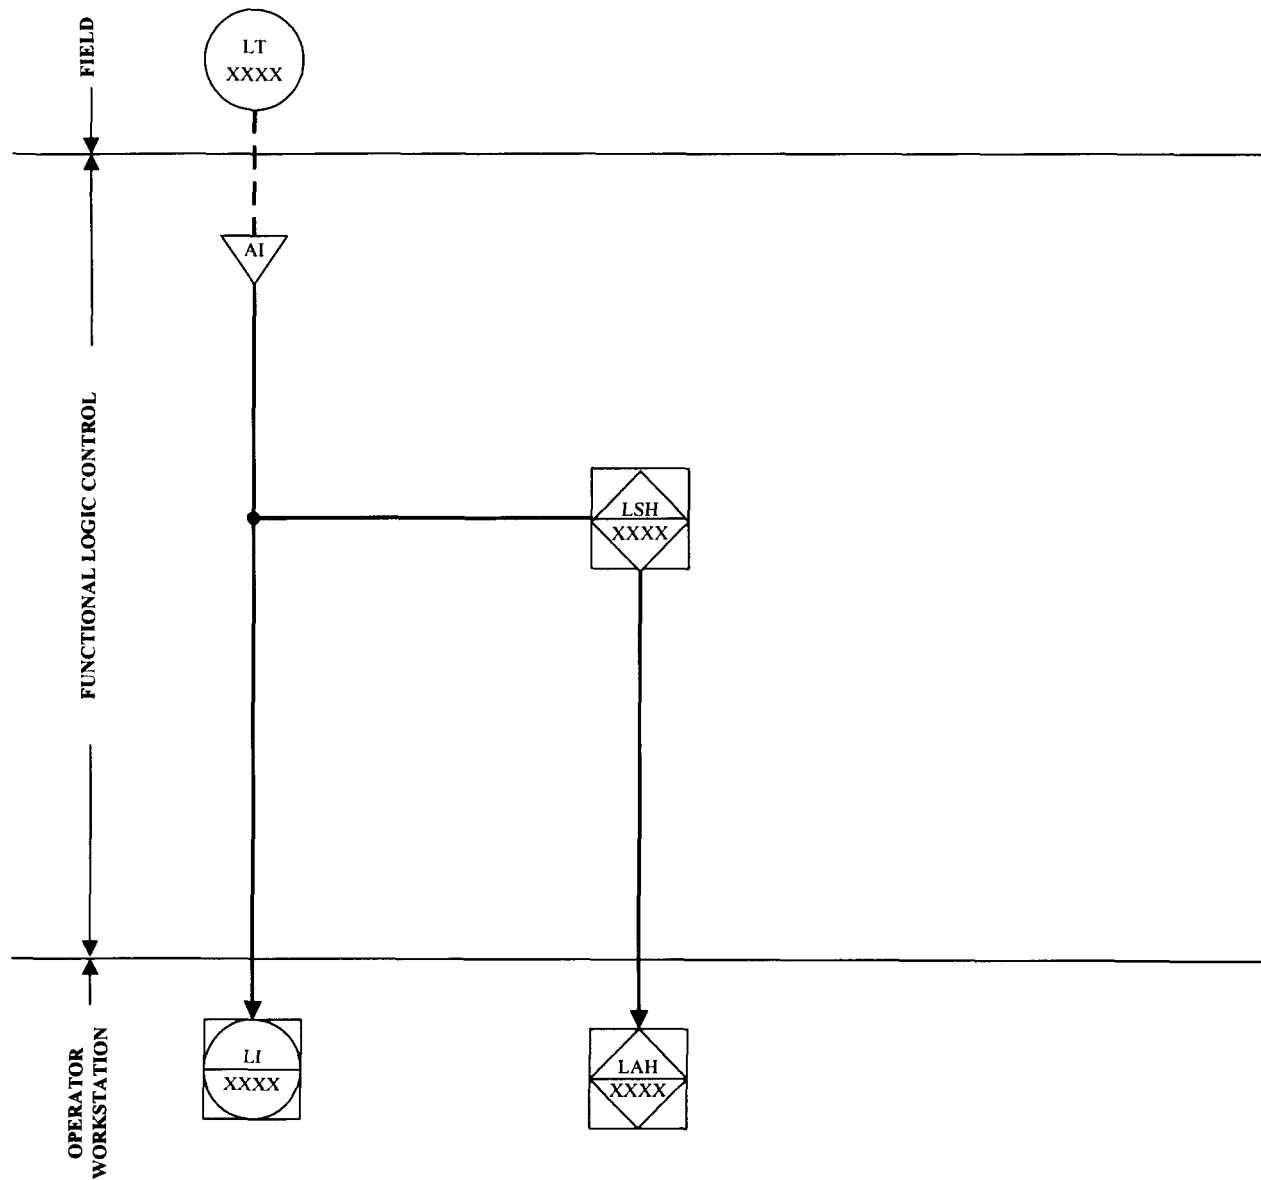 FIELD
LT
XXXX
AI
FUNCTIONAL LOGIC CONTROL
LSH
XXXX
OPERATOR
WORKSTATION
LI
XXXX
LAH
XXXX